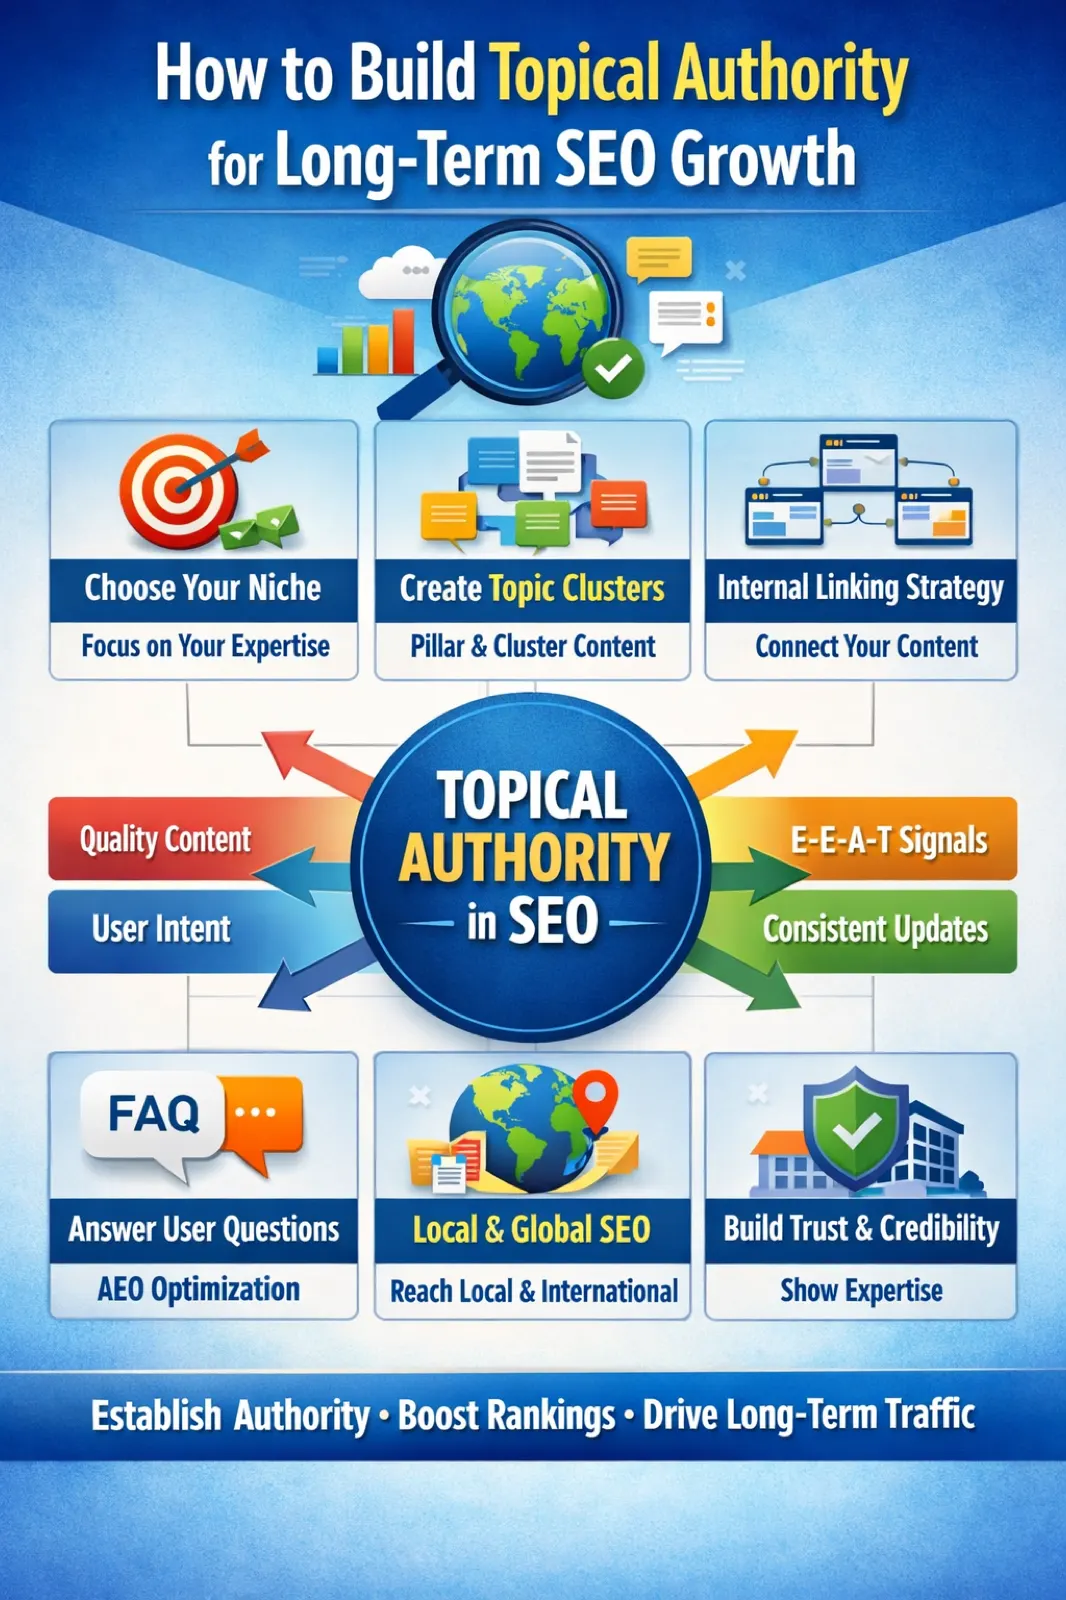 How to Build Topical Authority
for Long-Term SEO Growth
Choose Your Niche
Focus on Your Expertise
Create Topic Clusters
Pillar & Cluster Content
Internal Linking Strategy
Connect Your Content
Quality Content
User Intent
TOPICAL
AUTHORITY
in SEO
E-E-A-T Signals
Consistent Updates
FAQ
Answer User Questions
AEO Optimization
Local & Global SEO
Reach Local & International
Build Trust & Credibility
Show Expertise
Establish Authority • Boost Rankings • Drive Long-Term Traffic